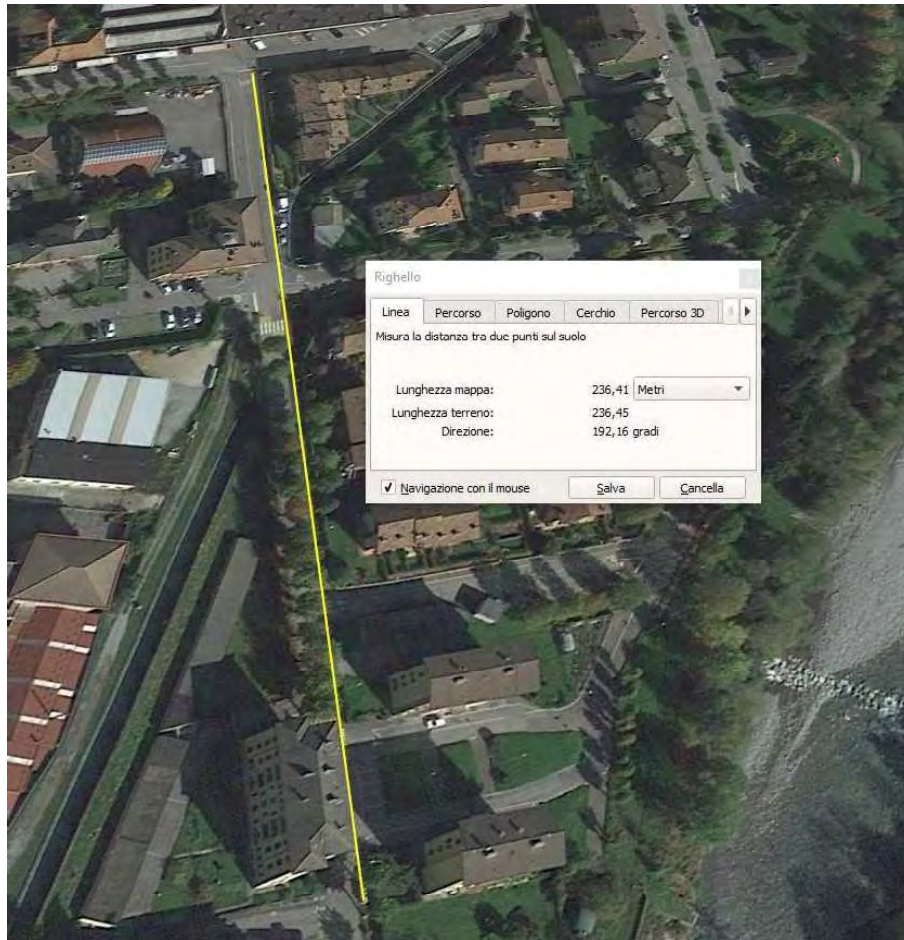 Righello
Linea Percorso Poligono Cerchio Percorso 3D
Misura la distanza tra due punti sul suolo
Lunghezza mappa: 236,41 Metri
Lunghezza terreno: 236,45
Direzione: 192,16 gradi
Navigazione con il mouse Salva Cancella